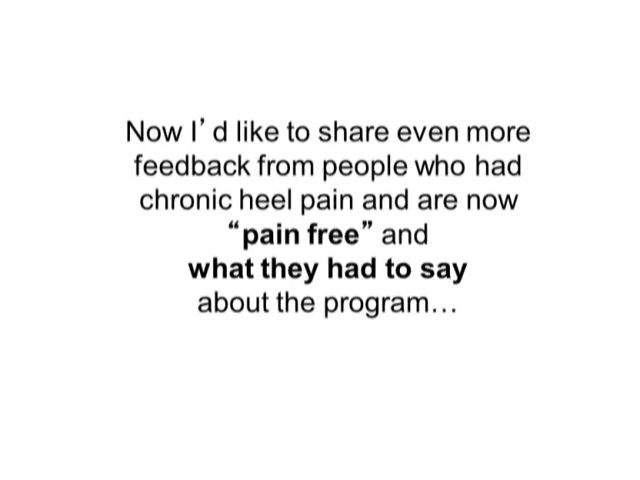 Now I’d like to share even more
feedback from people who had
chronic heel pain and are now
“pain free” and
what they had to say
about the program…